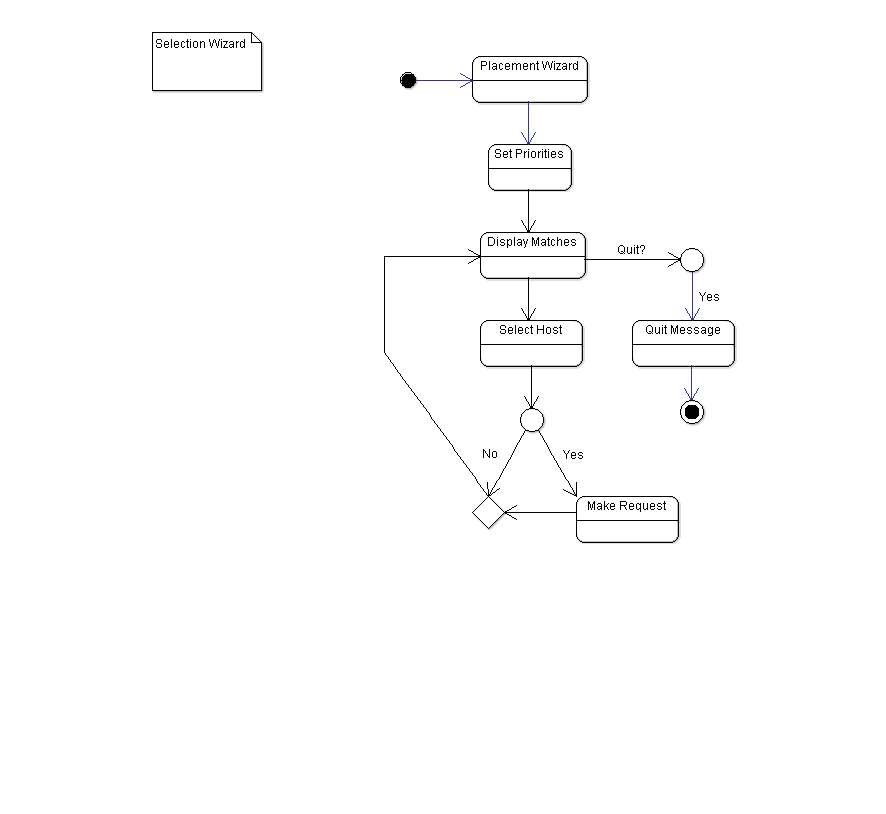 Selection Wizard
Placement Wizard
Set Priorities
Display Matches
Quit?
Yes
Select Host
Quit Message
No
Yes
Make Request